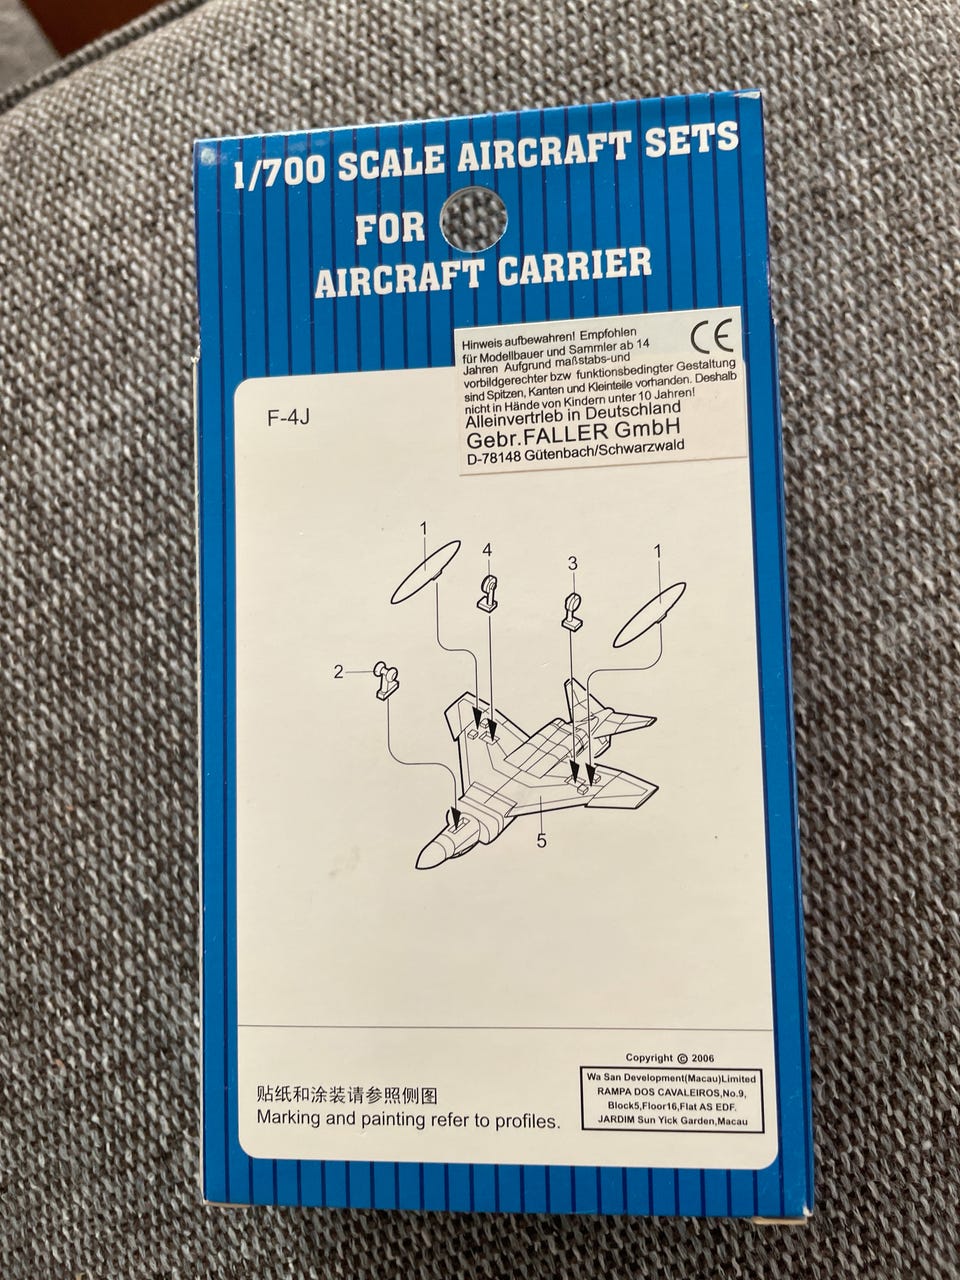 1/700 SCALE AIRCRAFT SETS
FOR
AIRCRAFT CARRIER
Hinweis aufbewahren! Empfohlen
für Modellbauer und Sammler ab 14
Jahren Aufgrund maßstabs-und
vorbildgerechter bzw funktionsbedingter Gestaltung
sind Spitzen, Kanten und Kleinteile vorhanden. Deshalb
nicht in Hände von Kindern unter 10 Jahren!
Alleinvertrieb in Deutschland
Gebr.FALLER GmbH
D-78148 Gütenbach/Schwarzwald
CE
F-4J
1
4
3
1
2
5
Copyright © 2006
Wa San Development(Macau)Limited
RAMPA DOS CAVALEIROS,No.9,
Block5,Floor16,Flat AS EDF.
JARDIM Sun Yick Garden,Macau
贴纸和涂装请参照侧图
Marking and painting refer to profiles.